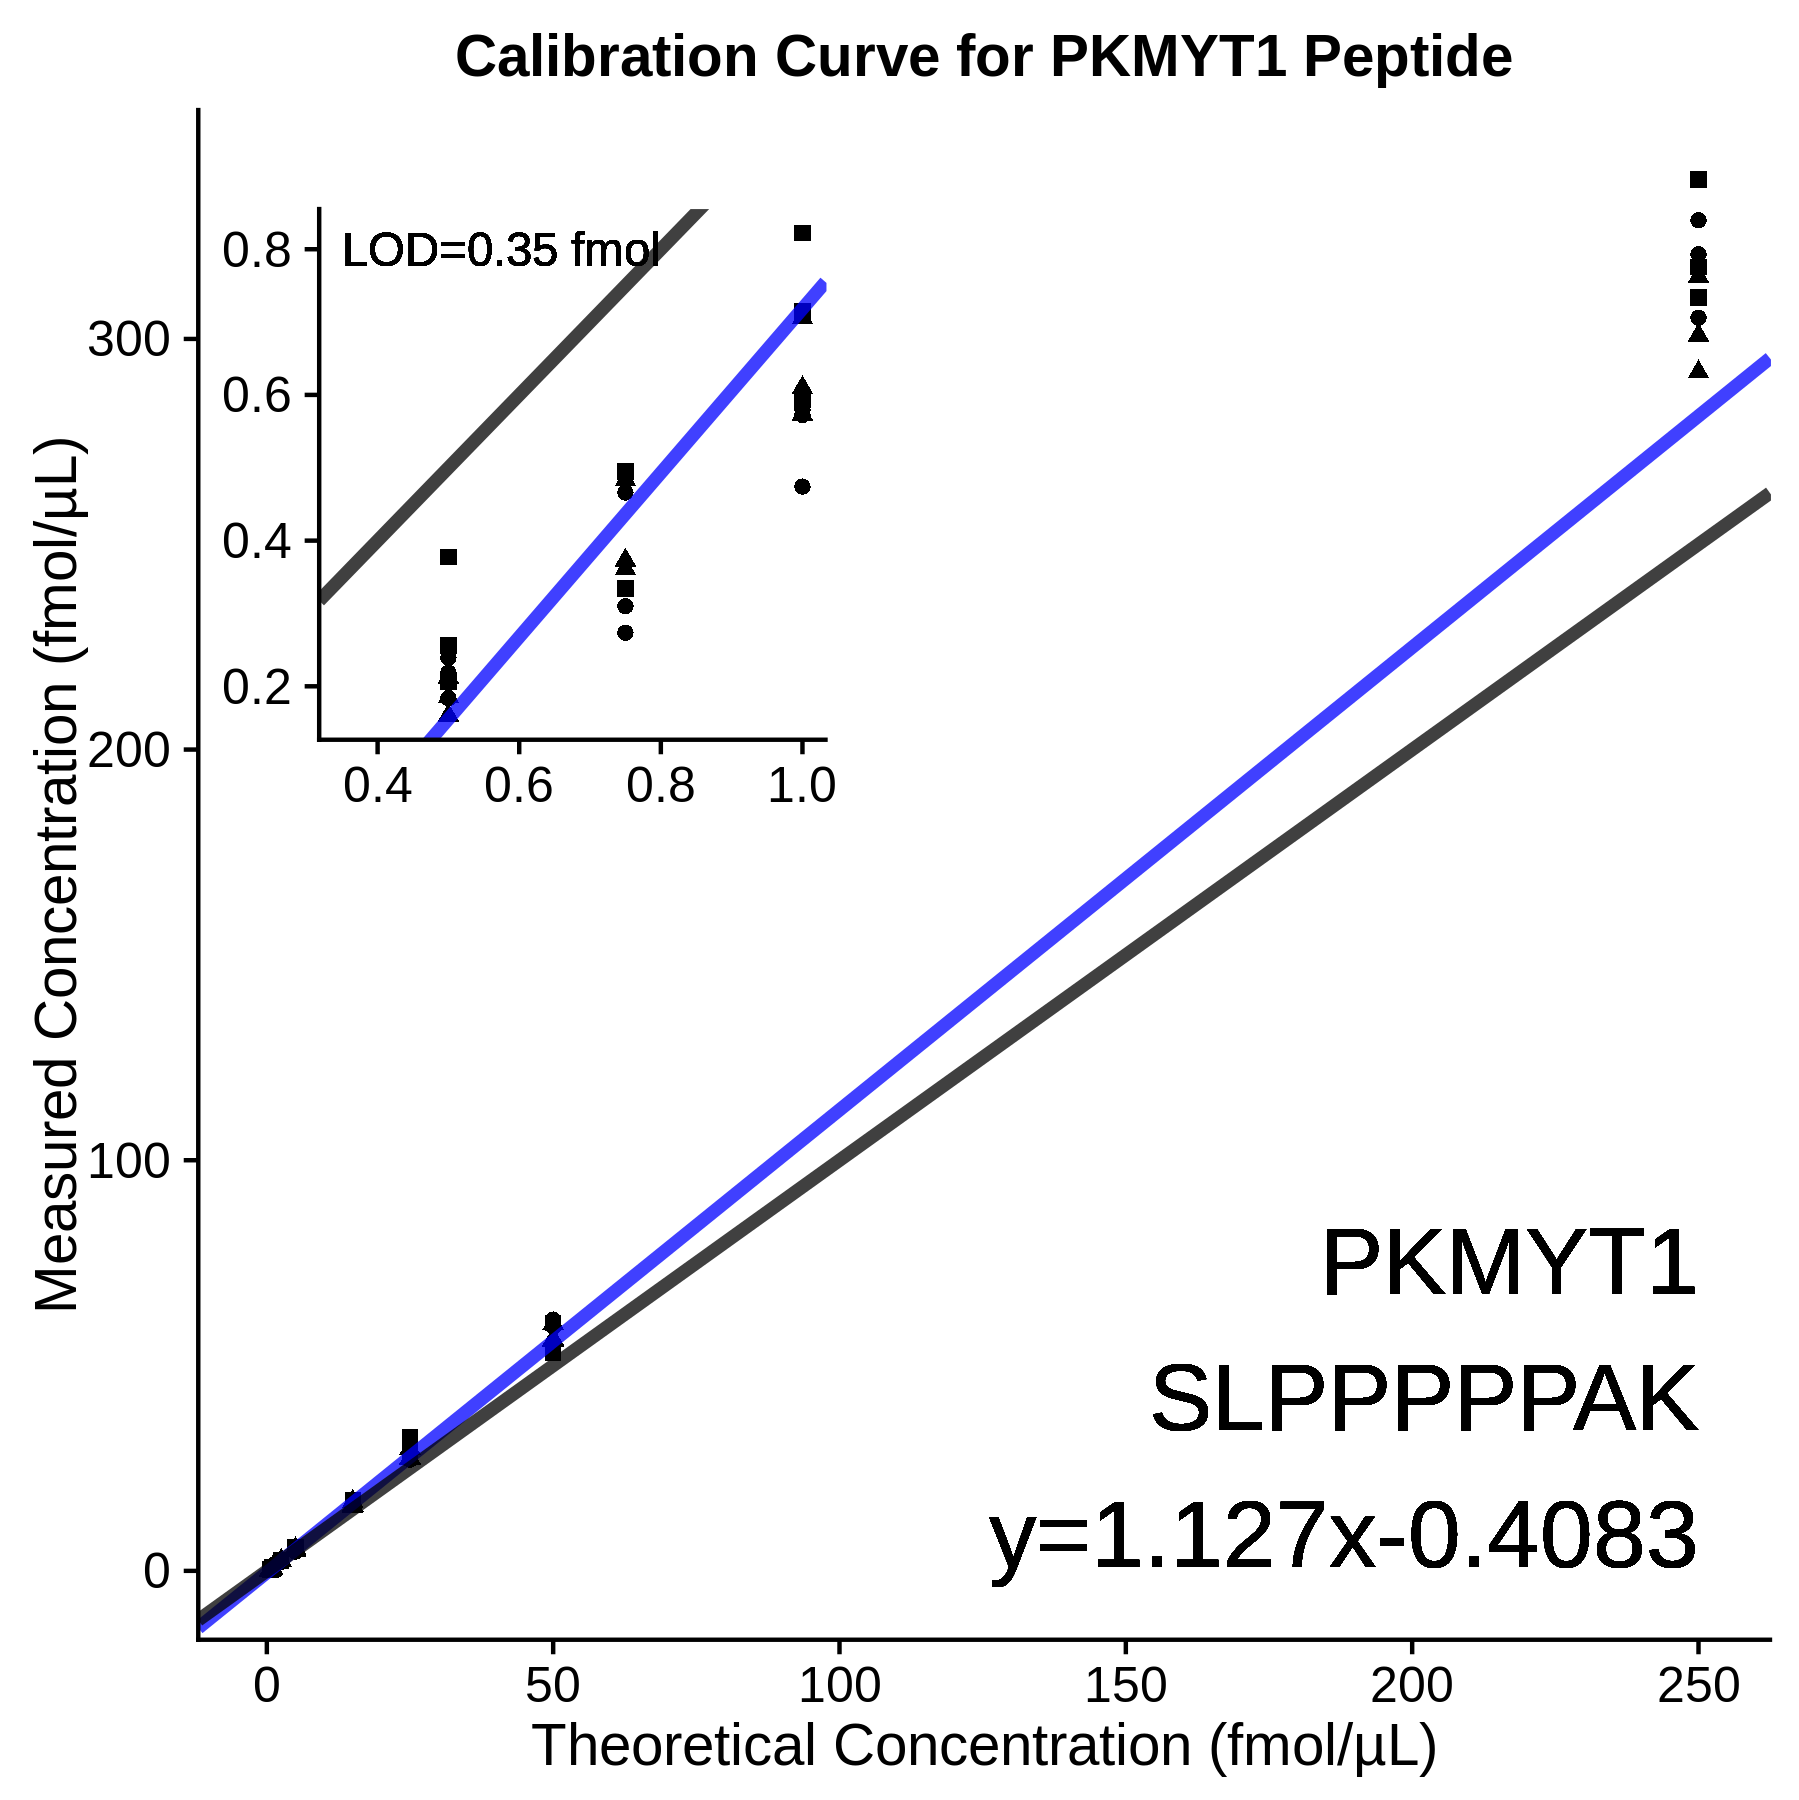 Calibration Curve for PKMYT1 Peptide
Measured Concentration (fmol/µL)
300
200
100
0
LOD=0.35 fmol
0.8
0.6
0.4
0.2
0.4 0.6 0.8 1.0
PKMYT1
SLPPPPPAK
y=1.127x-0.4083
0 50 100 150 200 250
Theoretical Concentration (fmol/µL)